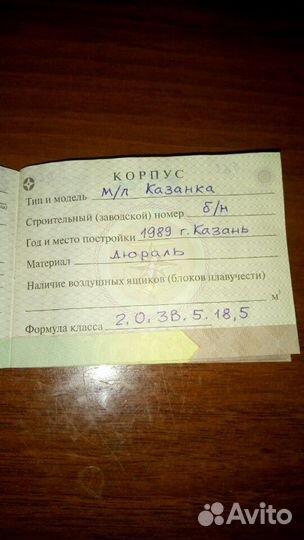 КОРПУС
Тип и модель м/л Казанка
Строительный (заводской) номер б/н
Год и место постройки 1989 г. Казань
Материал дюраль
Наличие воздушных ящиков (блоков плавучести)
м³
Формула класса 2.0.3В.5.18,5
Avito